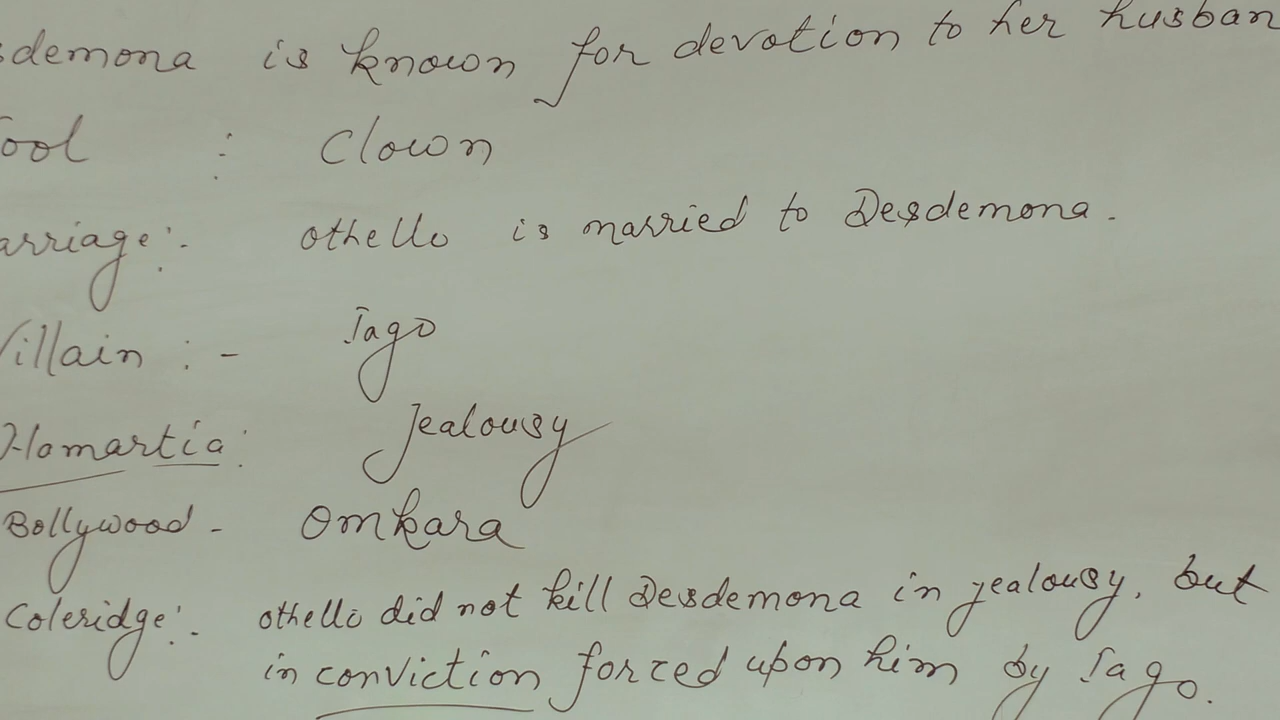 sdemona is known for devotion to her husban
ool : Clown
arriage :- Othello is married to Desdemona.
Villain :- Iago
Hamartia : Jealousy
Bollywood - Omkara
Coleridge :- Othello did not kill Desdemona in jealousy, but
in conviction forced upon him by Iago.